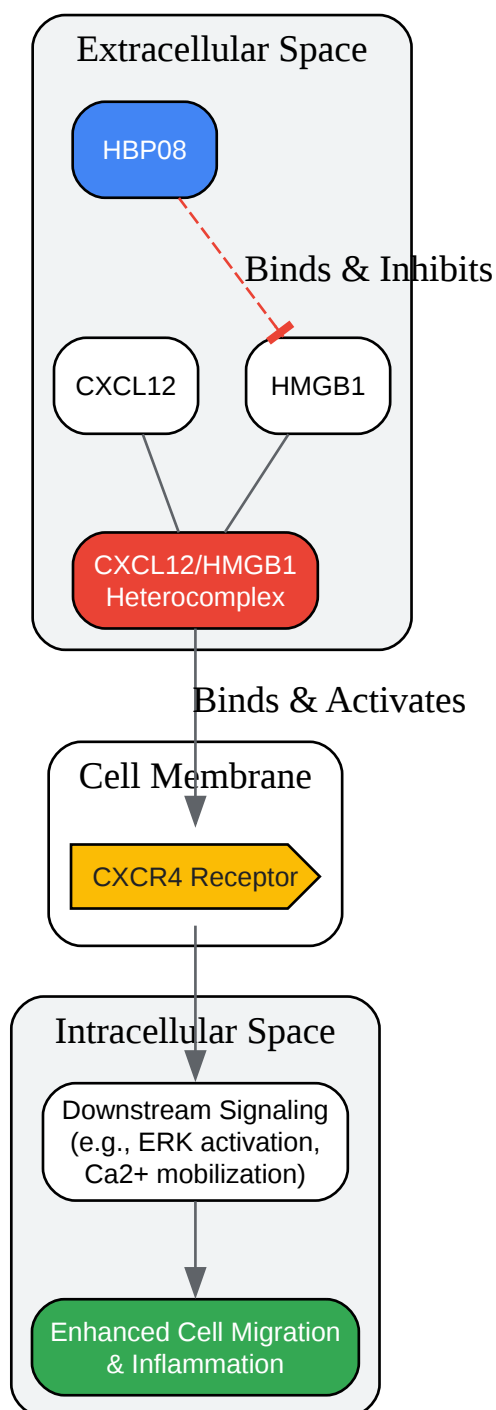 Extracellular Space
HBP08
Binds & Inhibits
CXCL12
HMGB1
CXCL12/HMGB1
Heterocomplex
Binds & Activates
Cell Membrane
CXCR4 Receptor
Intracellular Space
Downstream Signaling
(e.g., ERK activation,
Ca2+ mobilization)
Enhanced Cell Migration
& Inflammation